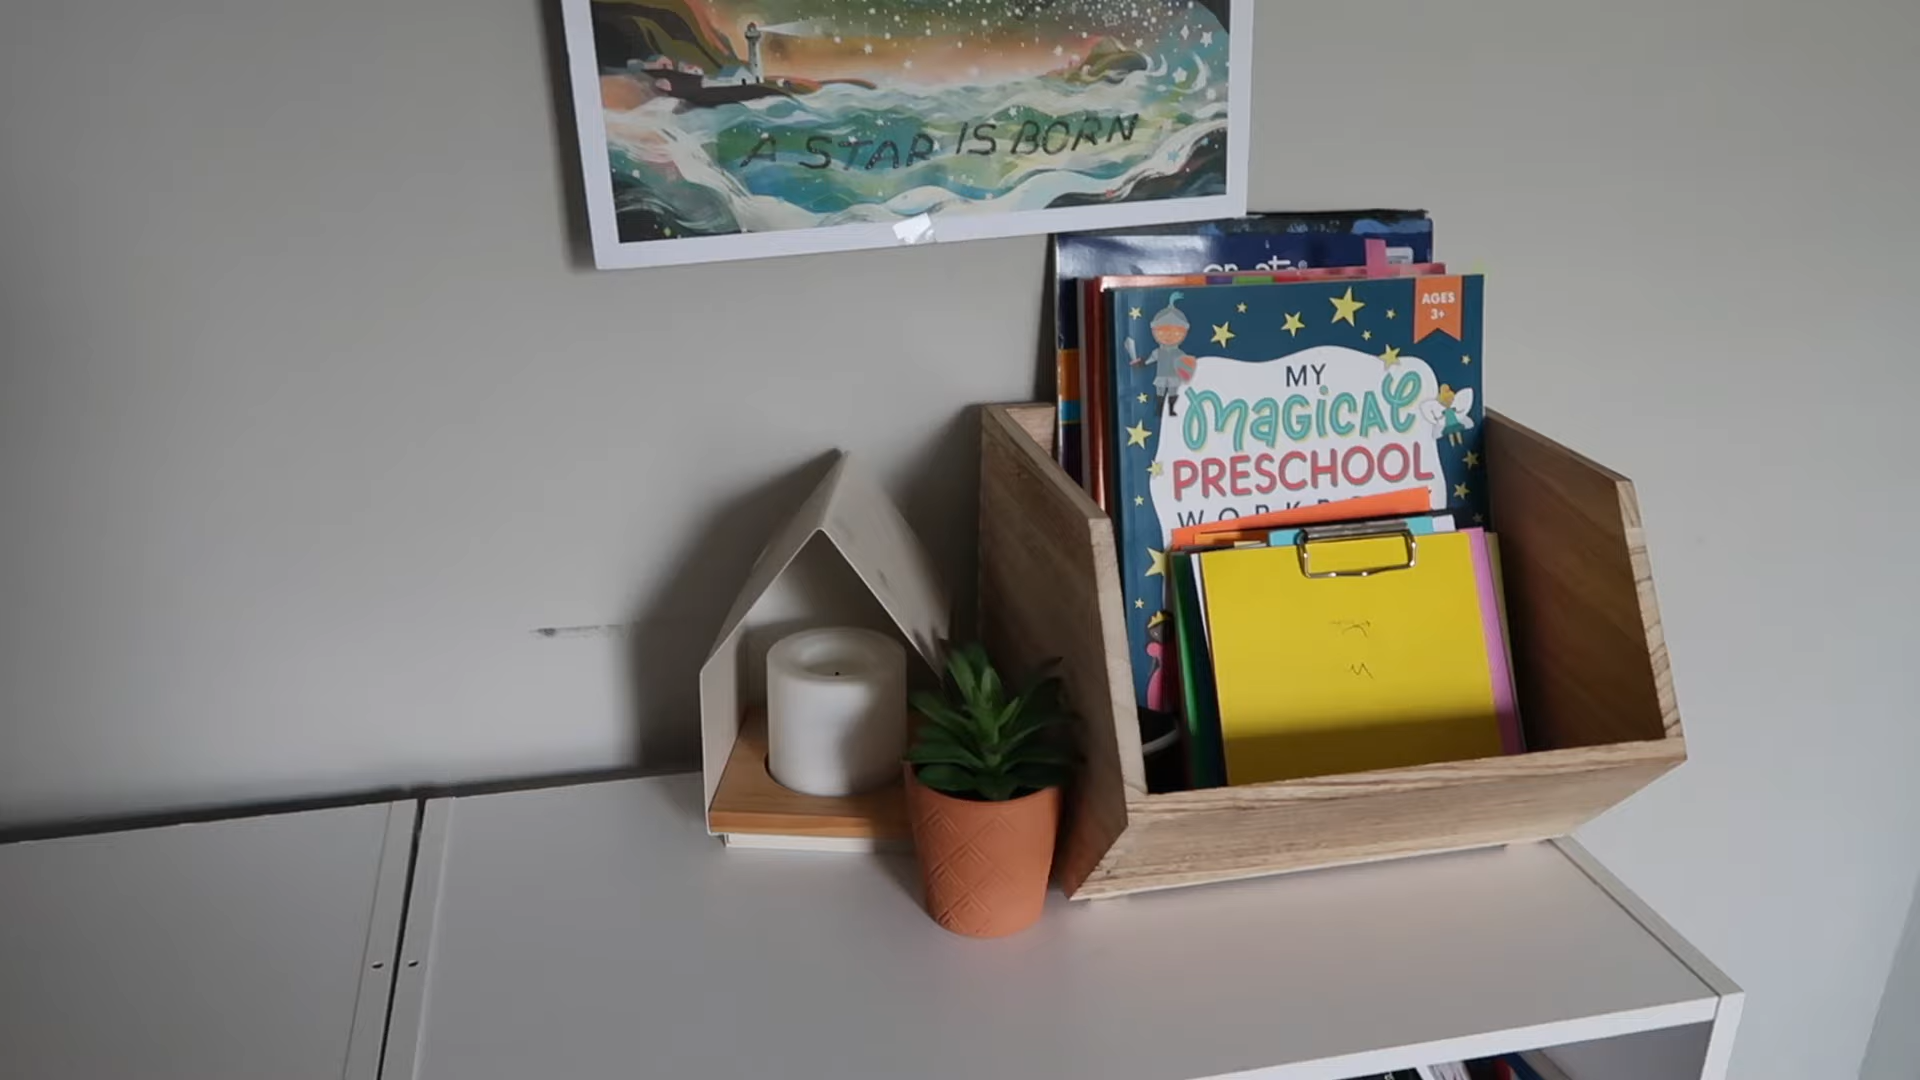 A STAR IS BORN
AGES
3+
MY
MAGICAL
PRESCHOOL